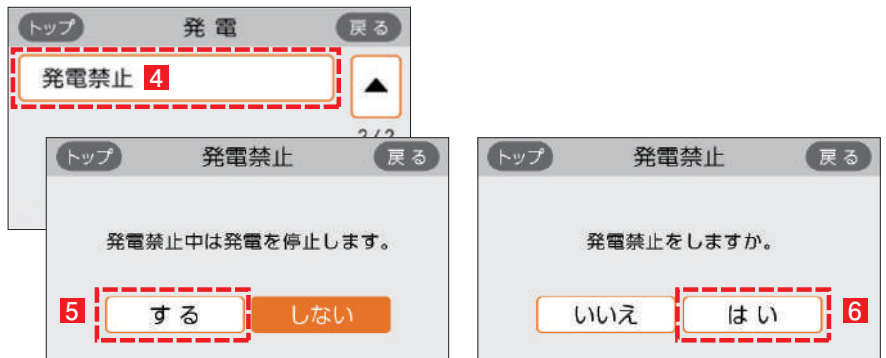 トップ 発電 戻る
発電禁止 4
▲
2/2
トップ 発電禁止 戻る
発電禁止中は発電を停止します。
5 する しない
トップ 発電禁止 戻る
発電禁止をしますか。
いいえ はい 6